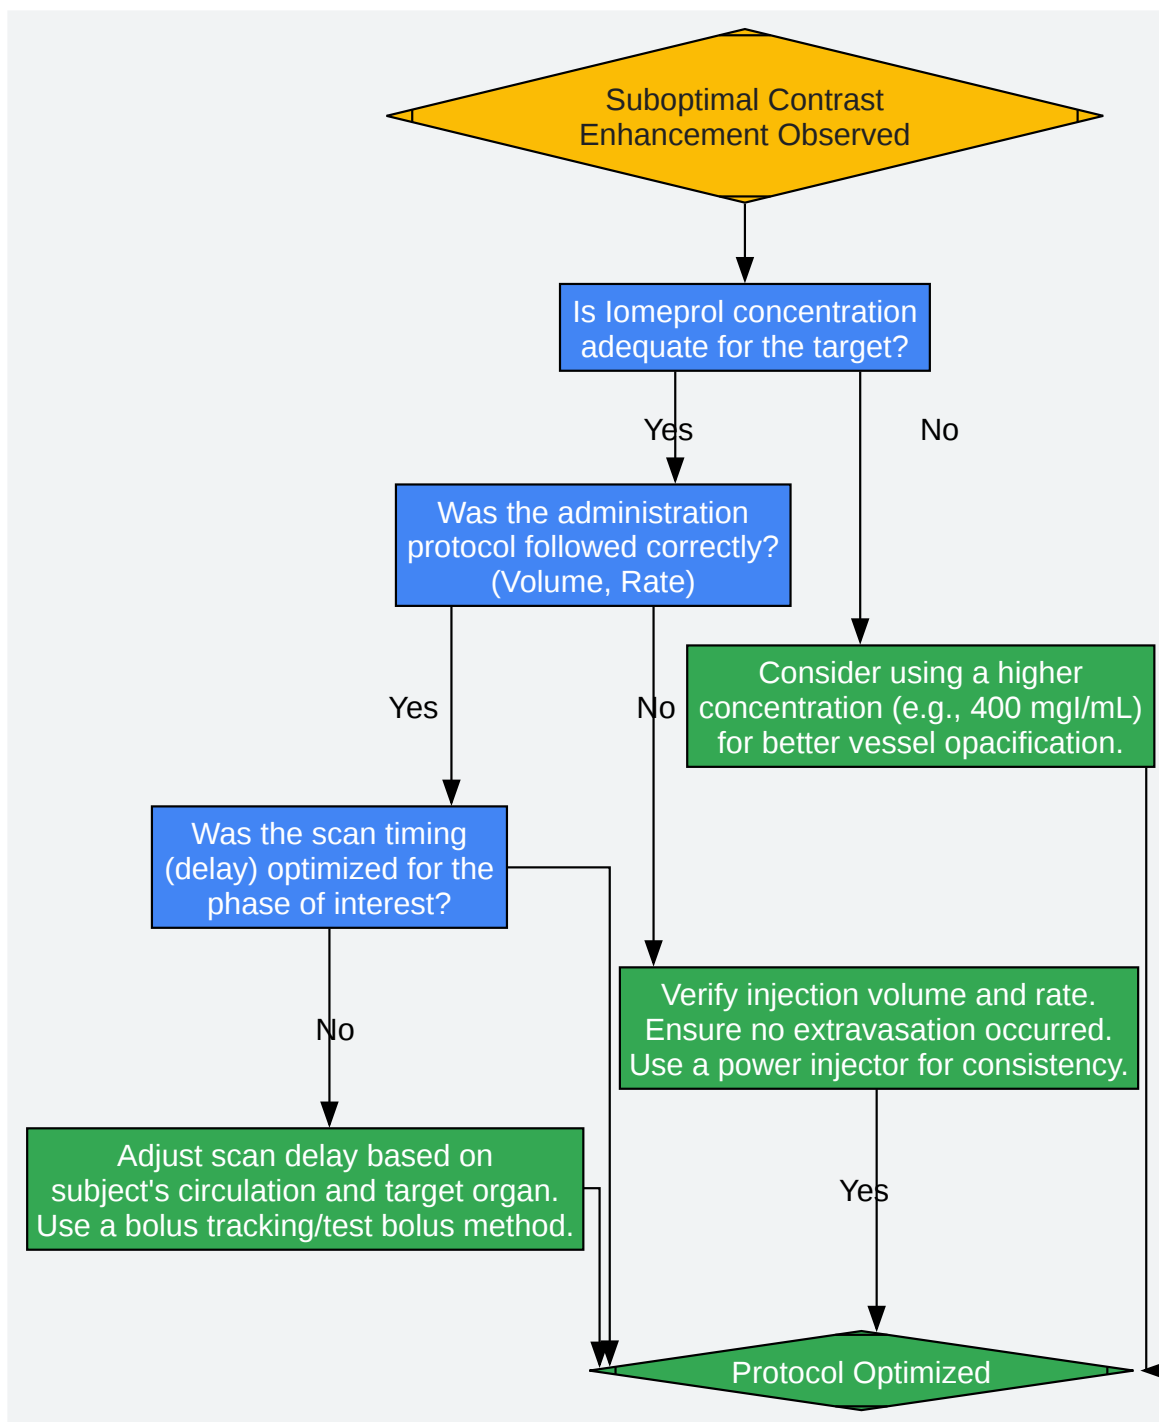 Suboptimal Contrast
Enhancement Observed
Is Iomeprol concentration
adequate for the target?
Yes
No
Was the administration
protocol followed correctly?
(Volume, Rate)
Consider using a higher
concentration (e.g., 400 mgI/mL)
for better vessel opacification.
Yes
No
Was the scan timing
(delay) optimized for the
phase of interest?
Verify injection volume and rate.
Ensure no extravasation occurred.
Use a power injector for consistency.
No
Adjust scan delay based on
subject's circulation and target organ.
Use a bolus tracking/test bolus method.
Yes
Protocol Optimized